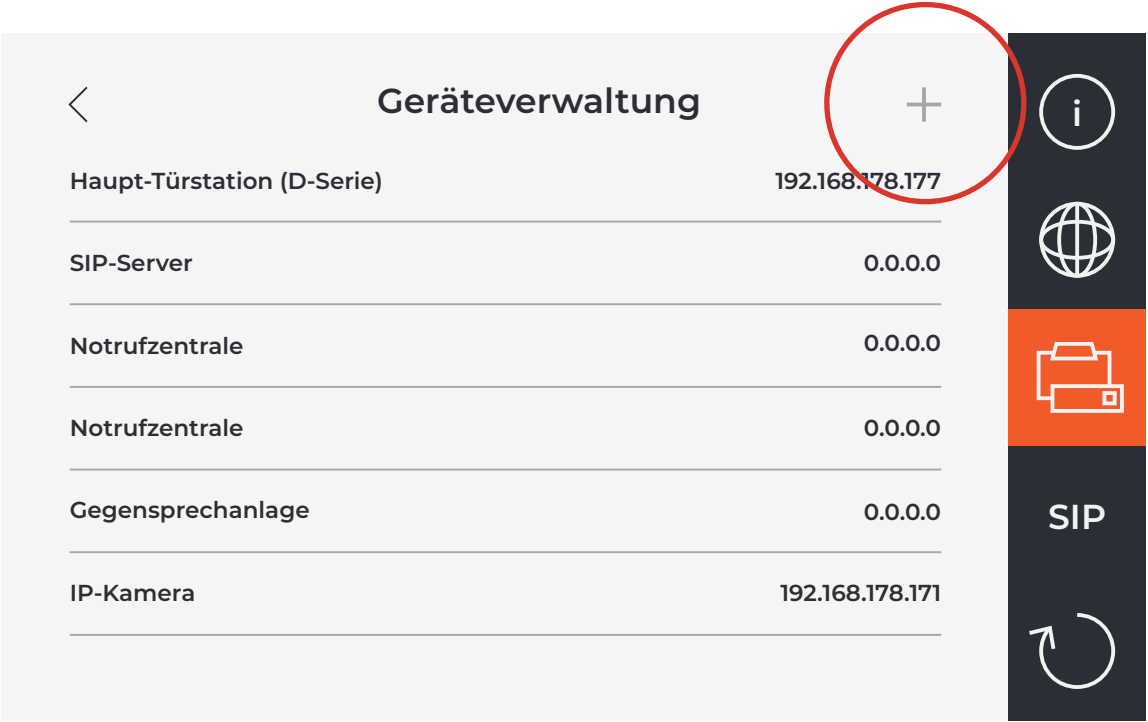 Geräteverwaltung
i
Haupt-Türstation (D-Serie) 192.168.178.177
SIP-Server 0.0.0.0
Notrufzentrale 0.0.0.0
Notrufzentrale 0.0.0.0
Gegensprechanlage 0.0.0.0
SIP
IP-Kamera 192.168.178.171